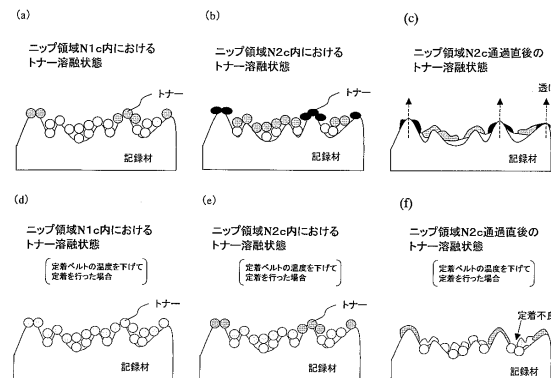 (a)
ニップ領域N1c内における
トナー溶融状態
トナー
記録材
(b)
ニップ領域N2c内における
トナー溶融状態
トナー
記録材
(c)
ニップ領域N2c通過直後の
トナー溶融状態
記録材
(d)
ニップ領域N1c内における
トナー溶融状態
定着ベルトの温度を下げて
定着を行った場合
トナー
記録材
(e)
ニップ領域N2c内における
トナー溶融状態
定着ベルトの温度を下げて
定着を行った場合
トナー
記録材
(f)
ニップ領域N2c通過直後の
トナー溶融状態
定着ベルトの温度を下げて
定着を行った場合
定着不良
記録材